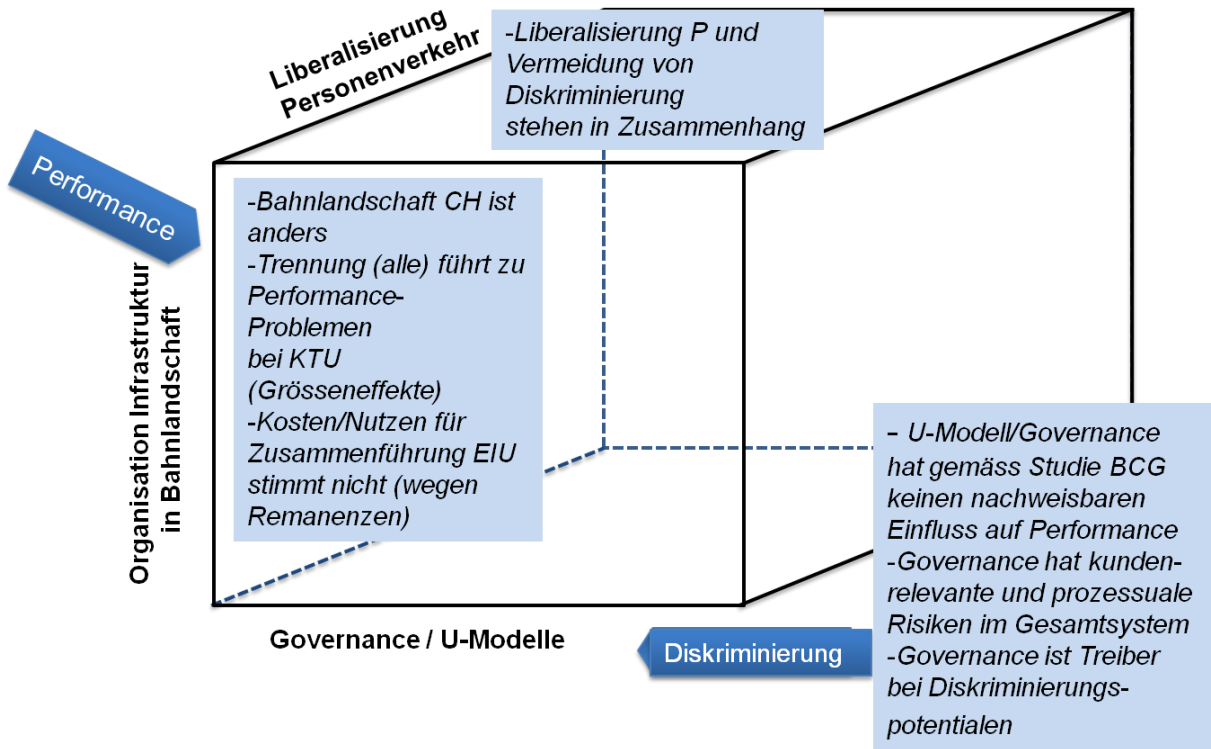 Liberalisierung
Personenverkehr
-Liberalisierung P und
Vermeidung von
Diskriminierung
stehen in Zusammenhang
Performance
-Bahnlandschaft CH ist
anders
-Trennung (alle) führt zu
Performance-
Problemen
bei KTU
(Grösseneffekte)
-Kosten/Nutzen für
Zusammenführung EIU
stimmt nicht (wegen
Remanenzen)
Organisation Infrastruktur
in Bahnlandschaft
– U-Modell/Governance
hat gemäss Studie BCG
keinen nachweisbaren
Einfluss auf Performance
-Governance hat kunden-
relevante und prozessuale
Risiken im Gesamtsystem
-Governance ist Treiber
bei Diskriminierungs-
potentialen
Governance / U-Modelle
Diskriminierung